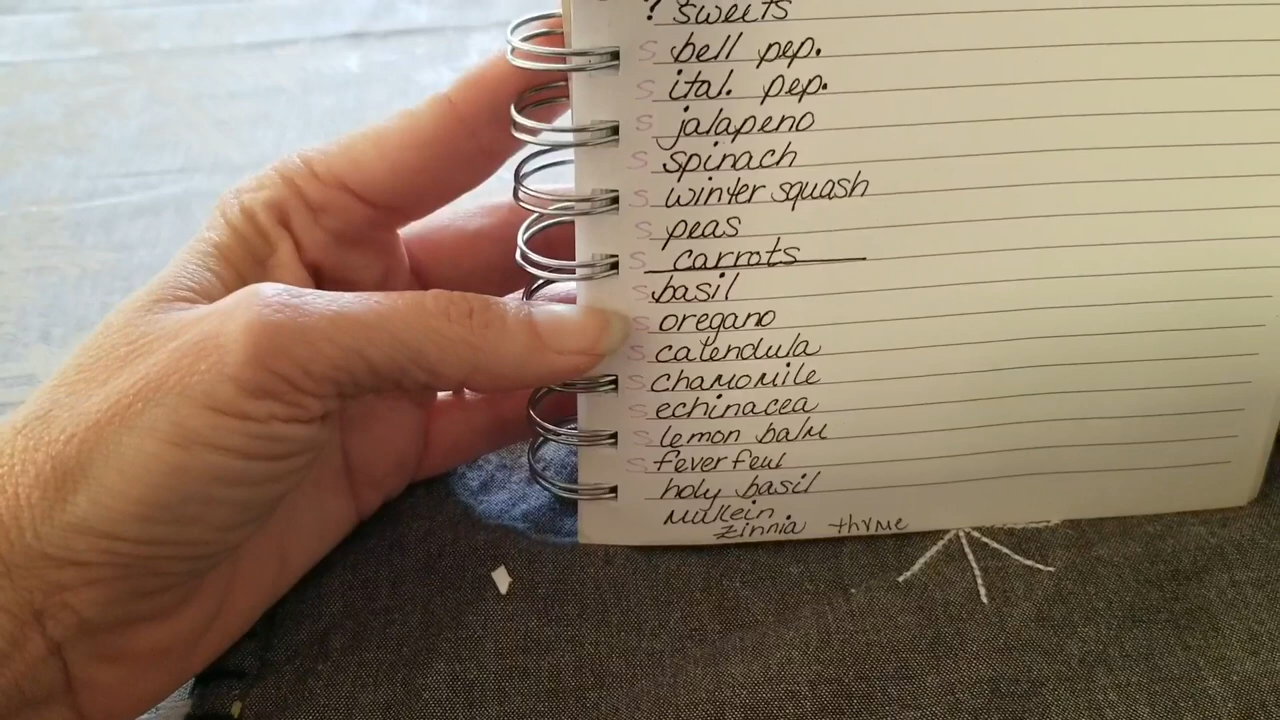 ? sweets
s bell pep.
s ital. pep.
s jalapeno
s spinach
s winter squash
s peas
s carrots
s basil
s oregano
s calendula
s chamomile
s echinacea
s lemon balm
s feverfew
holy basil
mullein
zinnia thyme